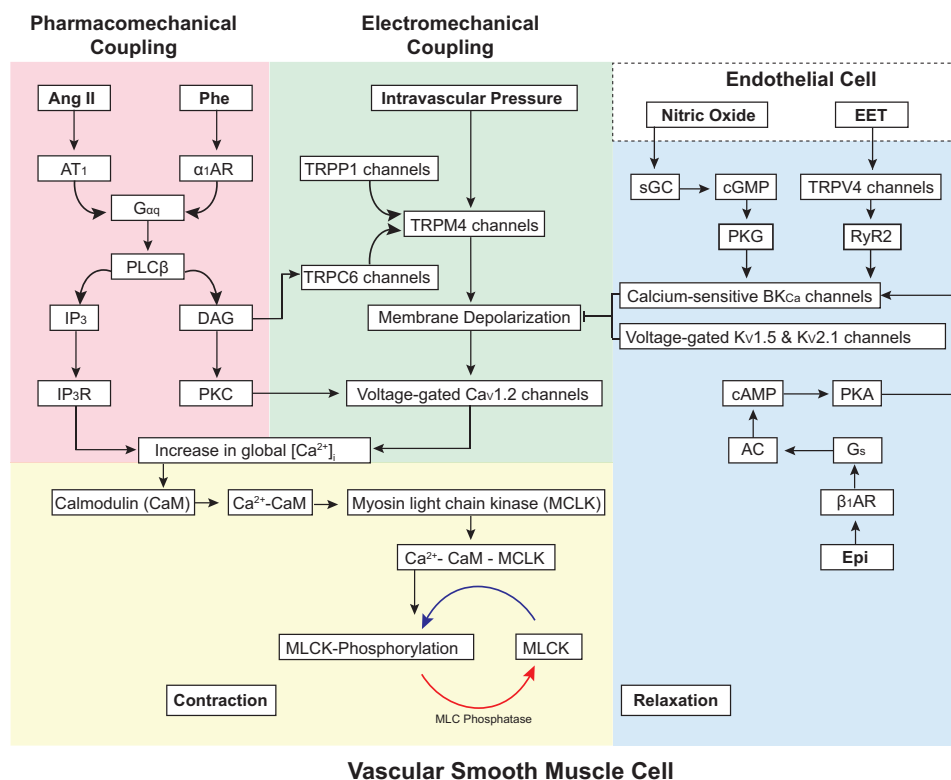 Pharmacomechanical
Coupling
Electromechanical
Coupling
Endothelial Cell
Ang II
Phe
Intravascular Pressure
Nitric Oxide
EET
AT1
α1AR
TRPP1 channels
sGC
cGMP
TRPV4 channels
Gαq
TRPM4 channels
PKG
RyR2
PLCβ
TRPC6 channels
Calcium-sensitive BKCa channels
IP3
DAG
Membrane Depolarization
Voltage-gated Kv1.5 & Kv2.1 channels
IP3R
PKC
Voltage-gated Cav1.2 channels
cAMP
PKA
Increase in global [Ca2+]i
AC
Gs
Calmodulin (CaM)
Ca2+-CaM
Myosin light chain kinase (MCLK)
β1AR
Ca2+- CaM - MCLK
Epi
MLCK-Phosphorylation
MLCK
Contraction
MLC Phosphatase
Relaxation
Vascular Smooth Muscle Cell